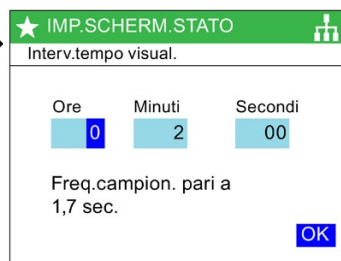 IMP.SCHERM.STATO
Interv.tempo visual.
Ore Minuti Secondi
0 2 00
Freq.campion. pari a
1,7 sec.
OK